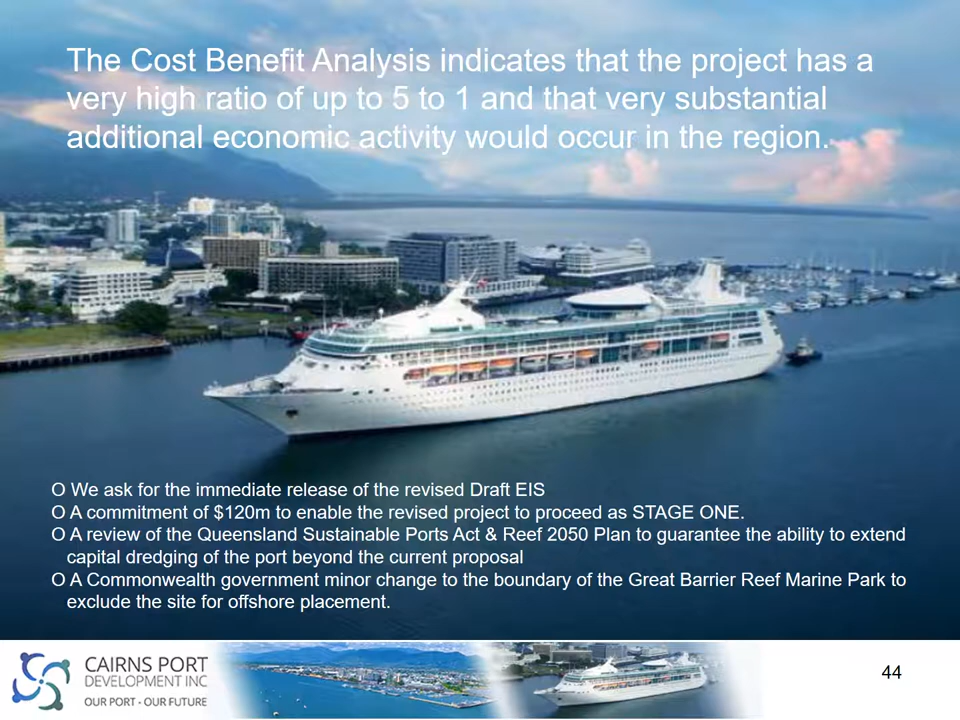 The Cost Benefit Analysis indicates that the project has a
very high ratio of up to 5 to 1 and that very substantial
additional economic activity would occur in the region.
O We ask for the immediate release of the revised Draft EIS
O A commitment of $120m to enable the revised project to proceed as STAGE ONE.
O A review of the Queensland Sustainable Ports Act & Reef 2050 Plan to guarantee the ability to extend
capital dredging of the port beyond the current proposal
O A Commonwealth government minor change to the boundary of the Great Barrier Reef Marine Park to
exclude the site for offshore placement.
CAIRNS PORT
DEVELOPMENT INC
OUR PORT - OUR FUTURE
44